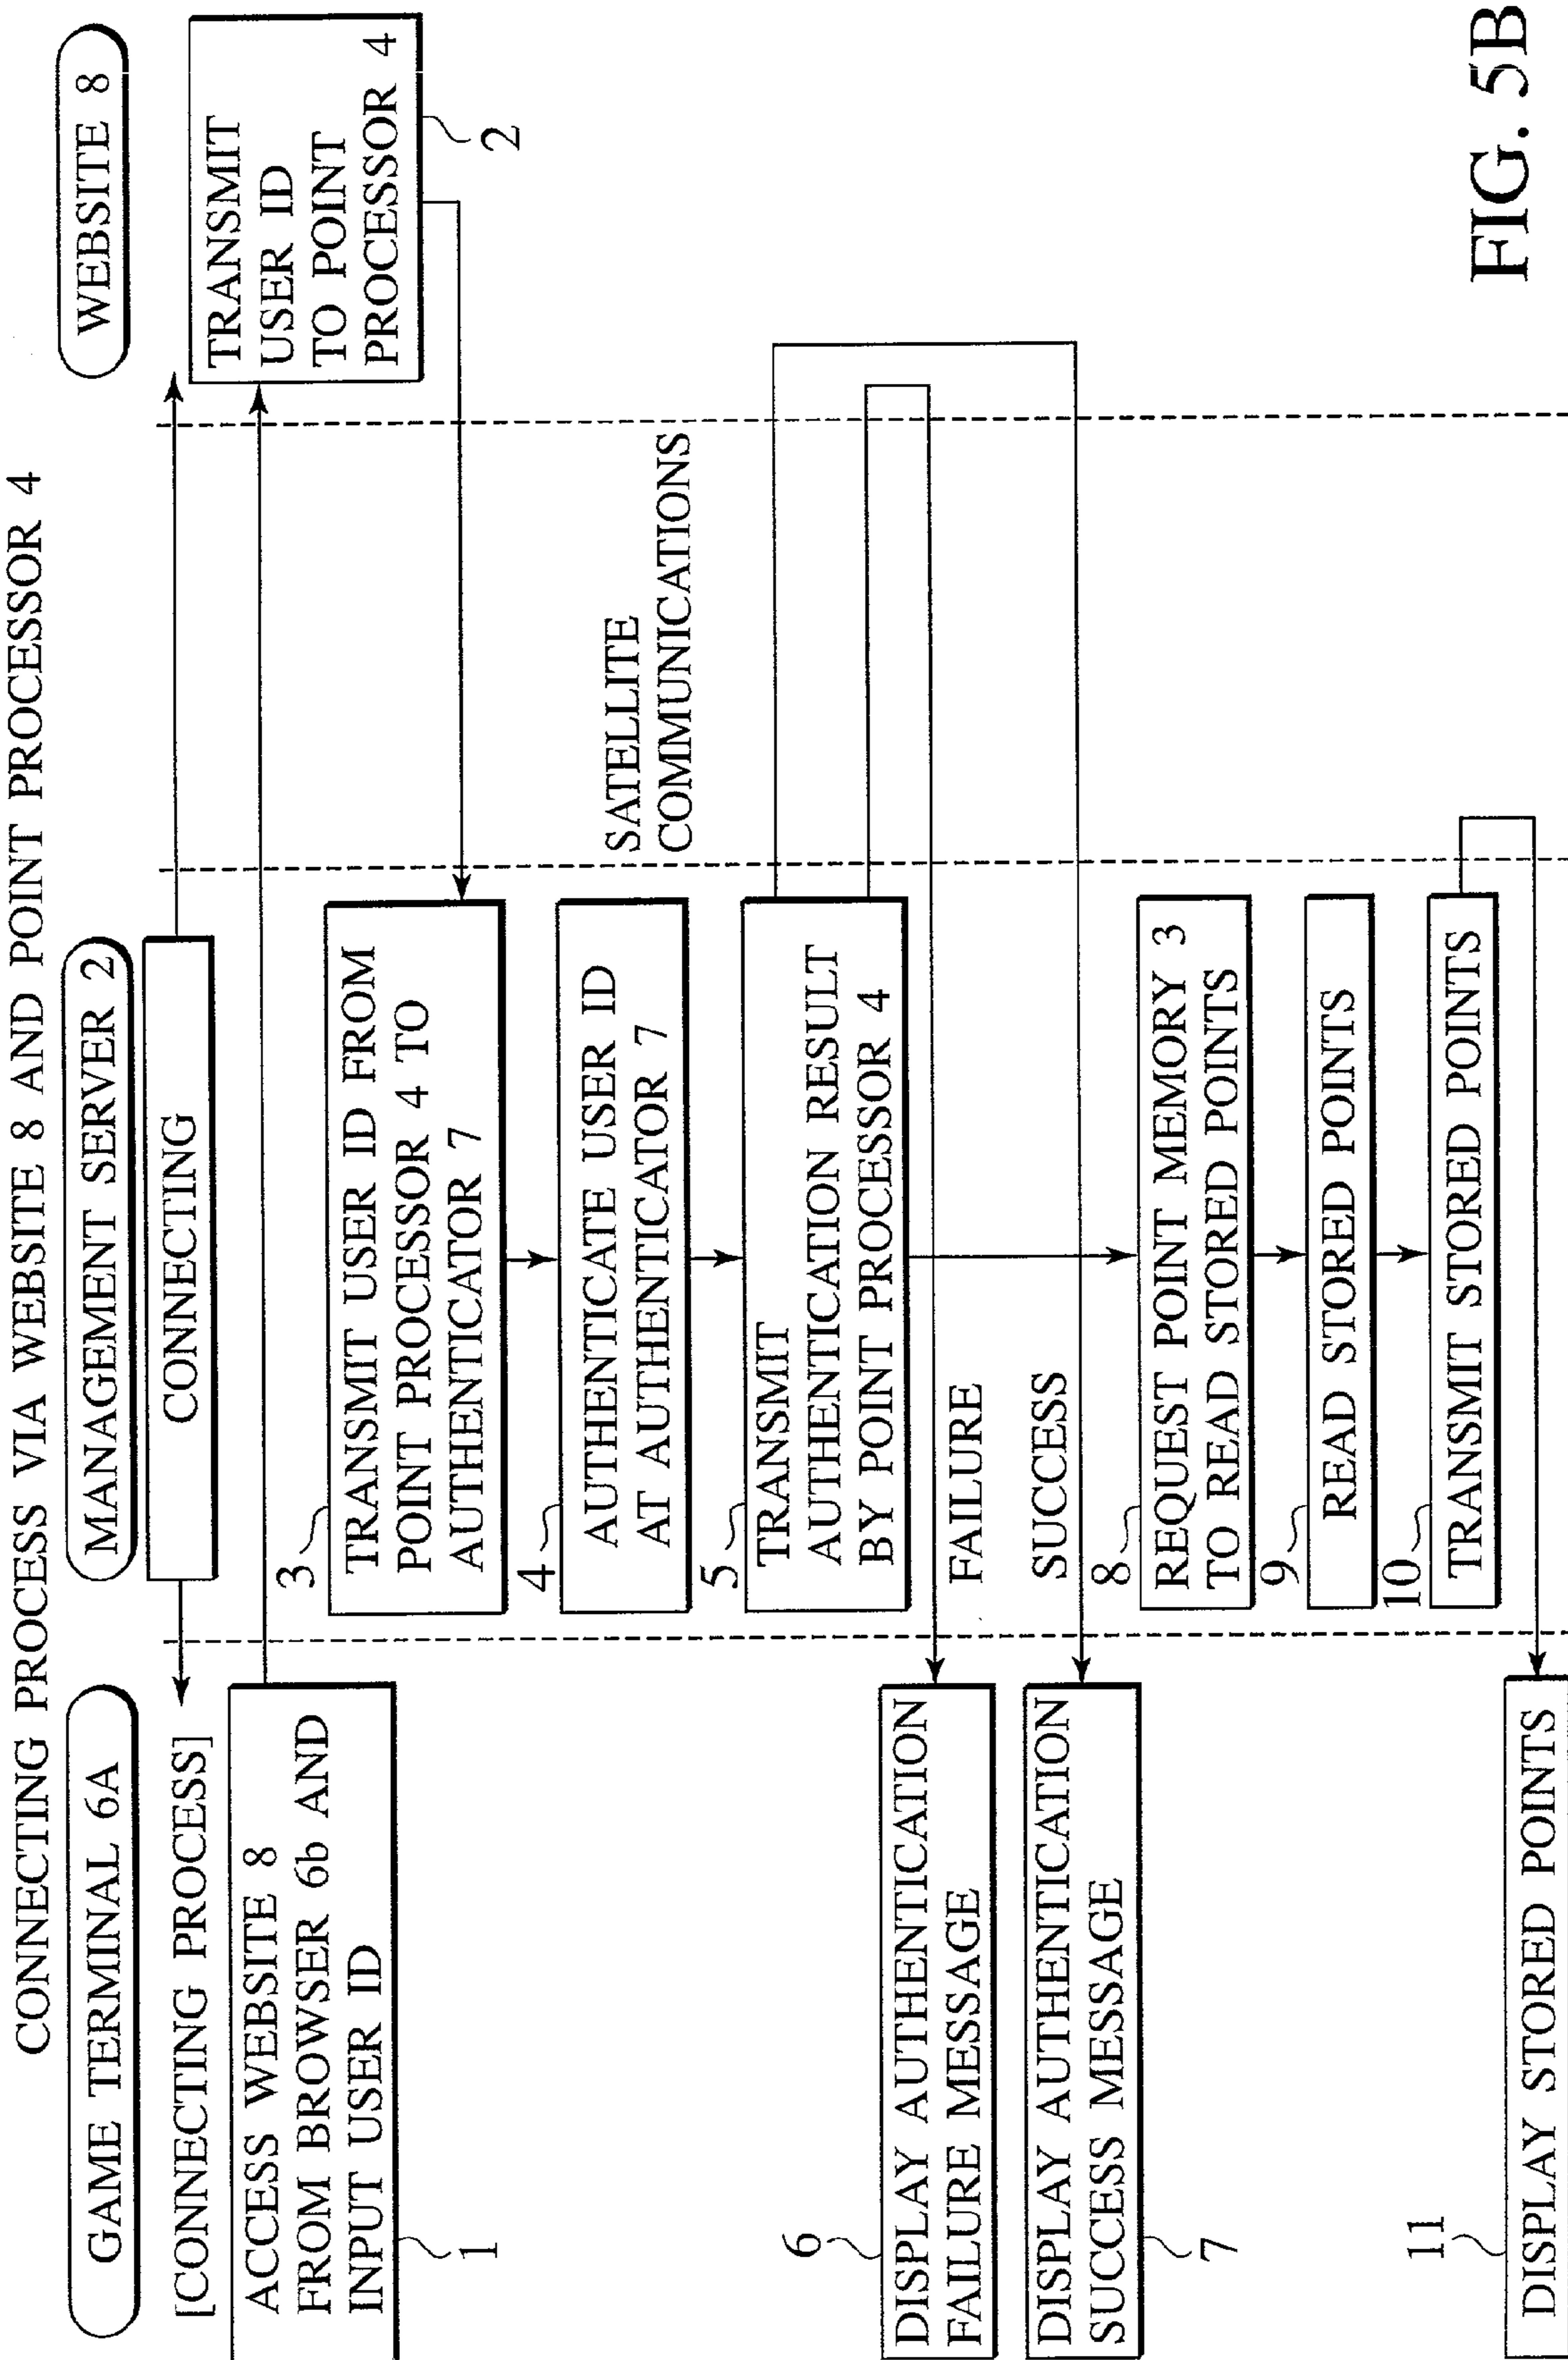 CONNECTING PROCESS VIA WEBSITE 8 AND POINT PROCESSOR 4
GAME TERMINAL 6A
MANAGEMENT SERVER 2
WEBSITE 8
[CONNECTING PROCESS]
CONNECTING
ACCESS WEBSITE 8
FROM BROWSER 6b AND
INPUT USER ID
1
TRANSMIT
USER ID
TO POINT
PROCESSOR 4
2
3
TRANSMIT USER ID FROM
POINT PROCESSOR 4 TO
AUTHENTICATOR 7
4
AUTHENTICATE USER ID
AT AUTHENTICATOR 7
SATELLITE
COMMUNICATIONS
5
TRANSMIT
AUTHENTICATION RESULT
BY POINT PROCESSOR 4
6
DISPLAY AUTHENTICATION
FAILURE MESSAGE
FAILURE
DISPLAY AUTHENTICATION
SUCCESS MESSAGE
7
SUCCESS
8
REQUEST POINT MEMORY 3
TO READ STORED POINTS
9
READ STORED POINTS
10
TRANSMIT STORED POINTS
11
DISPLAY STORED POINTS
FIG. 5B